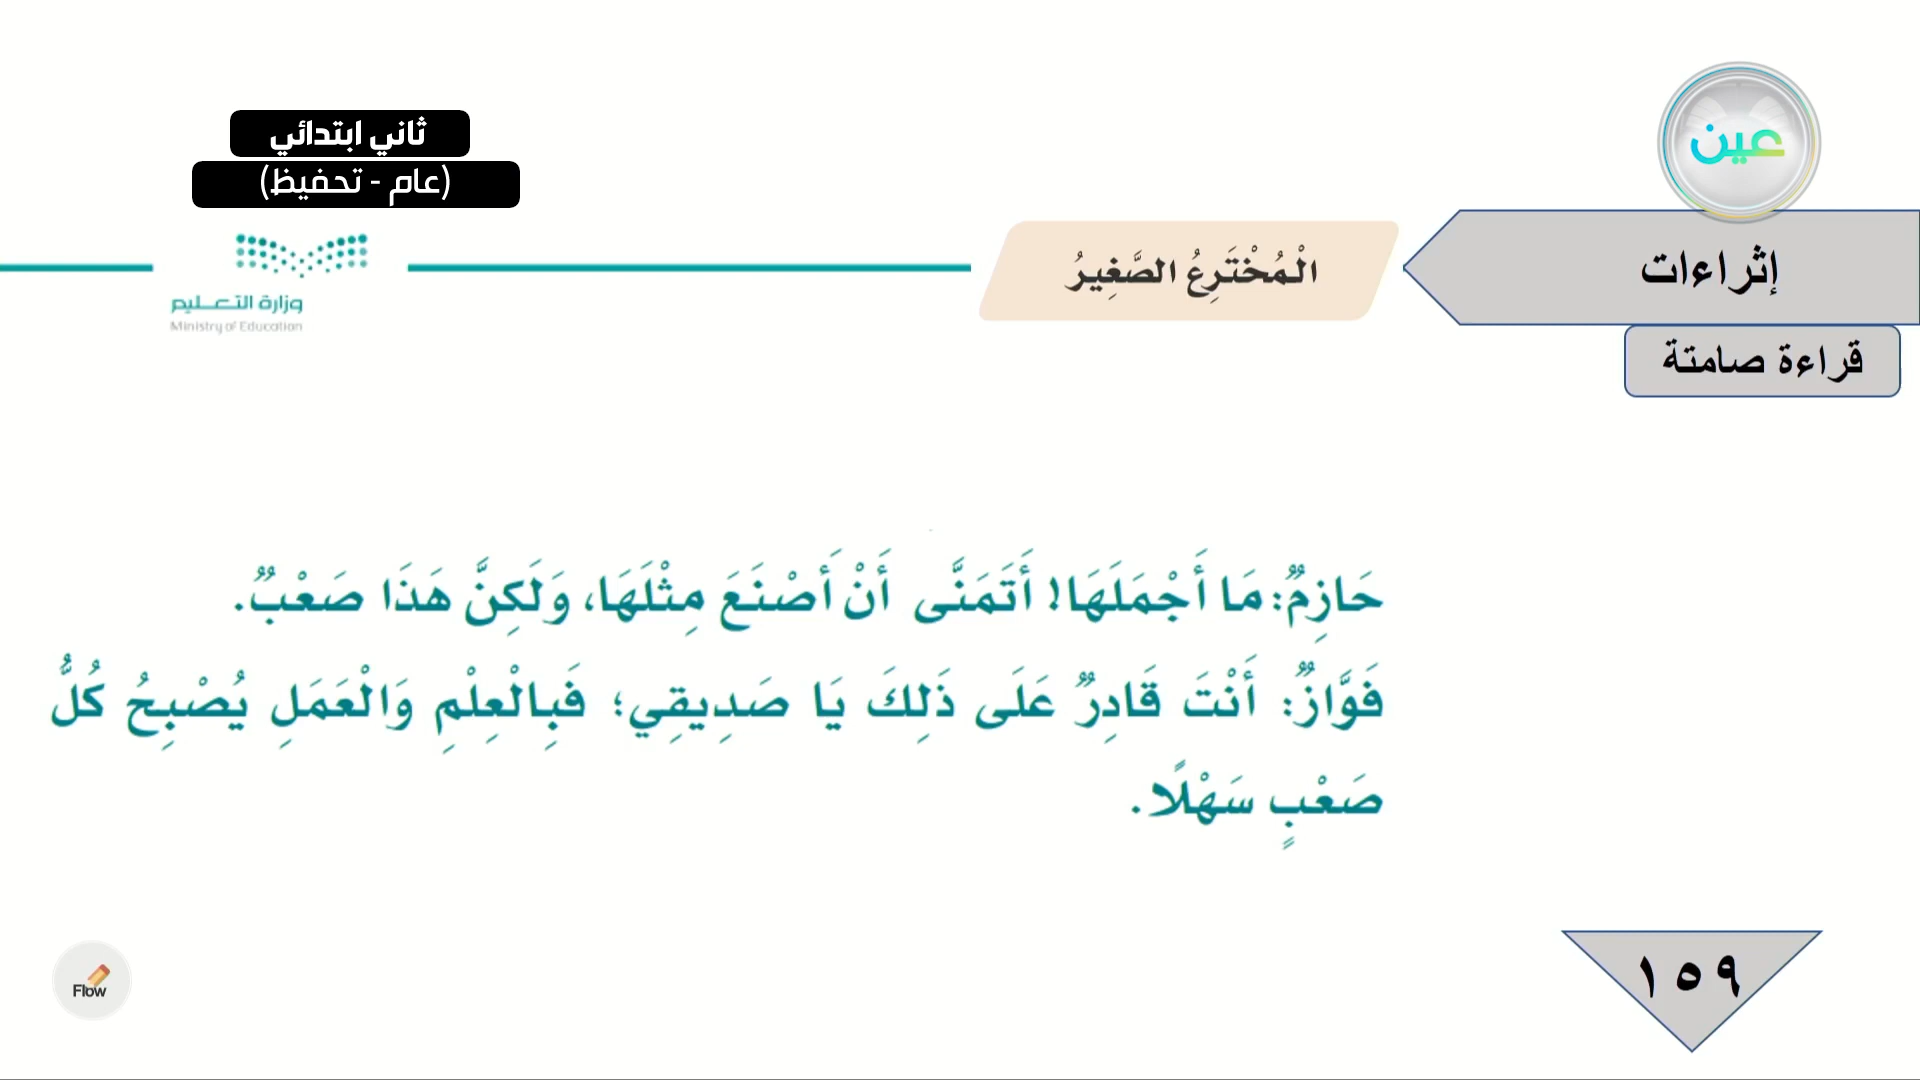 عين
ثاني ابتدائي
(عام - تحفيظ)
وزارة التعليم
Ministry of Education
إثراءات
الْمُخْتَرِعُ الصَّغِيرُ
قراءة صامتة
حَازِمٌ: مَا أَجْمَلَهَا! أَتَمَنَّى أَنْ أَصْنَعَ مِثْلَهَا، وَلَكِنَّ هَذَا صَعْبٌ.
فَوَّازٌ: أَنْتَ قَادِرٌ عَلَى ذَلِكَ يَا صَدِيقِي؛ فَبِالْعِلْمِ وَالْعَمَلِ يُصْبِحُ كُلُّ
صَعْبٍ سَهْلًا.
١٥٩
Flow